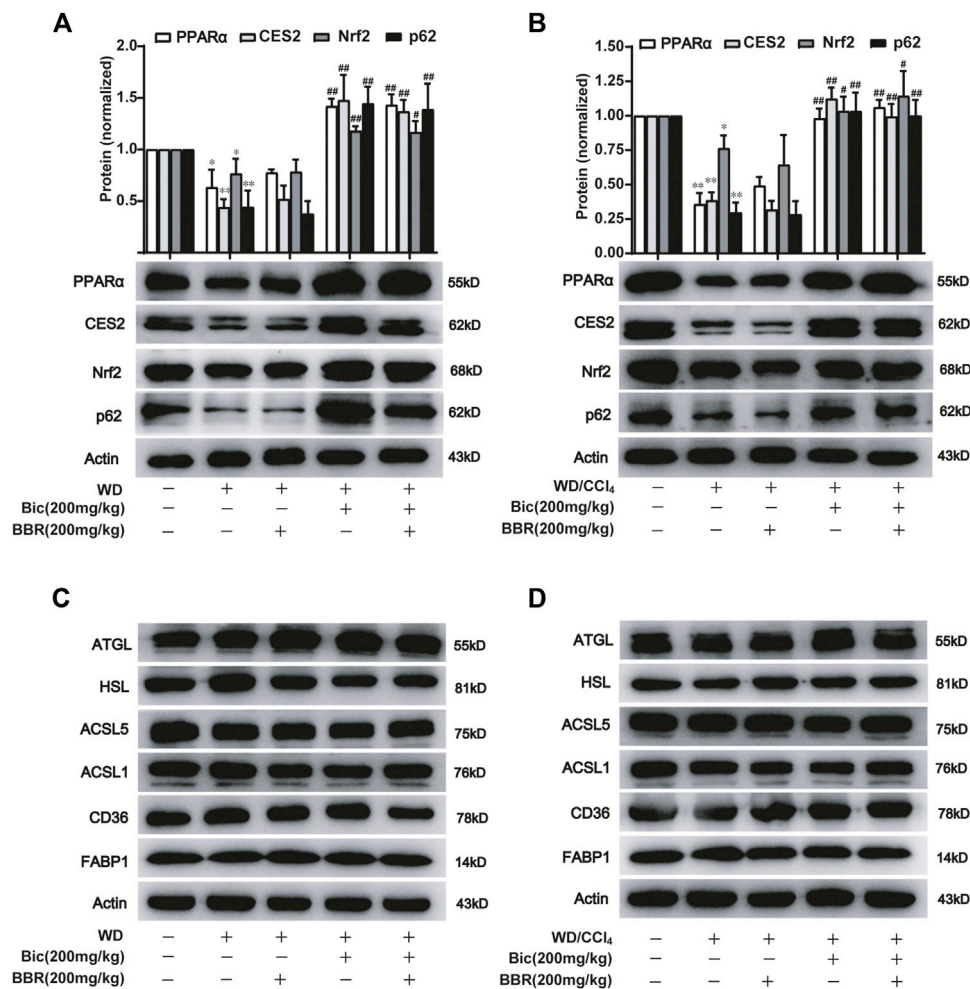 A
PPARα CES2 Nrf2 p62
Protein (normalized)
2.0
1.5
1.0
0.5
* ** * ** ## ## ## ## ## ## # ##
PPARα 55kD
CES2 62kD
Nrf2 68kD
p62 62kD
Actin 43kD
WD − + + + +
Bic(200mg/kg) − − − + +
BBR(200mg/kg) − − + − +
B
PPARα CES2 Nrf2 p62
Protein (normalized)
1.50
1.25
1.00
0.75
0.50
0.25
0.00
** ** * ** ## ## # ## ## ## # ##
PPARα 55kD
CES2 62kD
Nrf2 68kD
p62 62kD
Actin 43kD
WD/CCl₄ − + + + +
Bic(200mg/kg) − − − + +
BBR(200mg/kg) − − + − +
C
ATGL 55kD
HSL 81kD
ACSL5 75kD
ACSL1 76kD
CD36 78kD
FABP1 14kD
Actin 43kD
WD − + + + +
Bic(200mg/kg) − − − + +
BBR(200mg/kg) − − + − +
D
ATGL 55kD
HSL 81kD
ACSL5 75kD
ACSL1 76kD
CD36 78kD
FABP1 14kD
Actin 43kD
WD/CCl₄ − + + + +
Bic(200mg/kg) − − − + +
BBR(200mg/kg) − − + − +